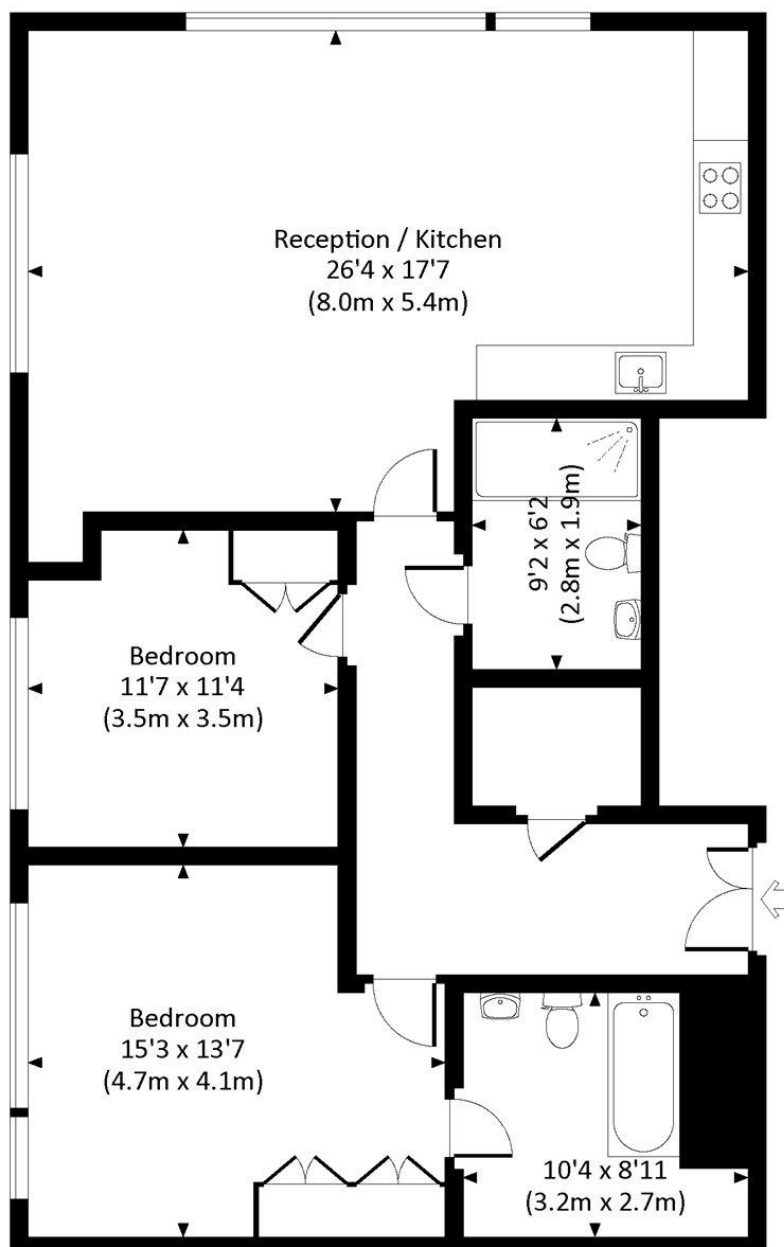 Reception / Kitchen
26'4 x 17'7
(8.0m x 5.4m)
9'2 x 6'2
(2.8m x 1.9m)
Bedroom
11'7 x 11'4
(3.5m x 3.5m)
Bedroom
15'3 x 13'7
(4.7m x 4.1m)
10'4 x 8'11
(3.2m x 2.7m)